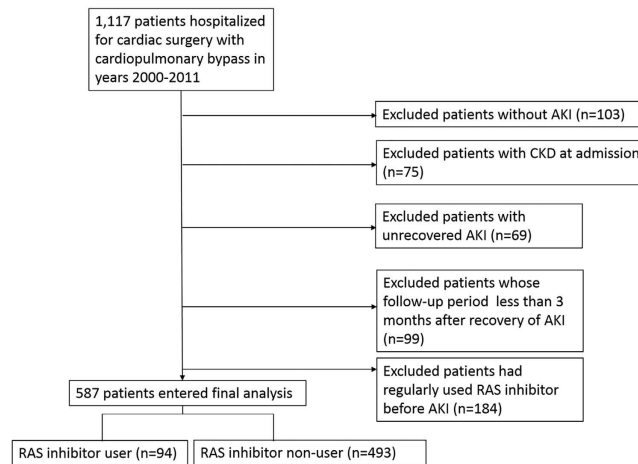 1,117 patients hospitalized
for cardiac surgery with
cardiopulmonary bypass in
years 2000-2011
Excluded patients without AKI (n=103)
Excluded patients with CKD at admission
(n=75)
Excluded patients with
unrecovered AKI (n=69)
Excluded patients whose
follow-up period less than 3
months after recovery of AKI
(n=99)
Excluded patients had
regularly used RAS inhibitor
before AKI (n=184)
587 patients entered final analysis
RAS inhibitor user (n=94)
RAS inhibitor non-user (n=493)